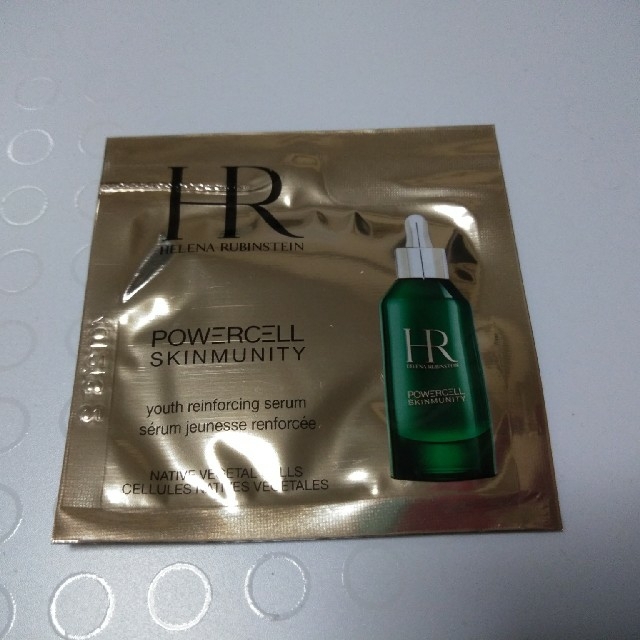 HR
HELENA RUBINSTEIN
POWERCELL
SKINMUNITY
youth reinforcing serum
sérum jeunesse renforcée
NATIVE VEGETAL CELLS
CELLULES NATIVES VÉGÉTALES
HR
HELENA RUBINSTEIN
POWERCELL
SKINMUNITY